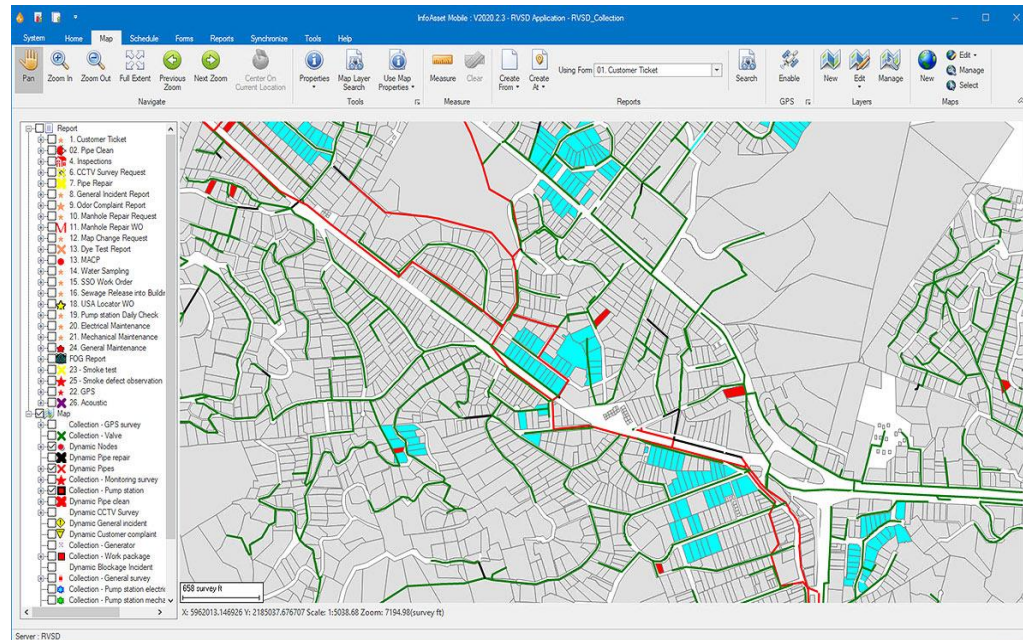 InfoAsset Mobile : V2020.2.3 - RVSD Application - RVSD_Collection
System Home Map Schedule Forms Reports Synchronize Tools Help
Pan
Zoom In
Zoom Out
Full Extent
Previous Zoom
Next Zoom
Center On Current Location
Properties
Map Layer Search
Use Map Properties
Measure
Clear
Create From
Create At
Using Form 01. Customer Ticket
Search
Enable
New
Edit
Manage
New
Edit
Manage
Select
Navigate
Tools
Measure
Reports
GPS
Layers
Maps
Report
1. Customer Ticket
02. Pipe Clean
4. Inspections
6. CCTV Survey Request
7. Pipe Repair
8. General Incident Report
9. Odor Complaint Report
10. Manhole Repair Request
11. Manhole Repair WO
12. Map Change Request
13. Dye Test Report
13. MACP
14. Water Sampling
15. SSO Work Order
16. Sewage Release into Buildir
18. USA Locator WO
19. Pump station Daily Check
20. Electrical Maintenance
21. Mechanical Maintenance
24. General Maintenance
FOG Report
23 - Smoke test
25 - Smoke defect observation
22. GPS
26. Acoustic
Map
Collection - GPS survey
Collection - Valve
Dynamic Nodes
Dynamic Pipe repair
Dynamic Pipes
Collection - Monitoring survey
Collection - Pump station
Dynamic Pipe clean
Dynamic CCTV Survey
Dynamic General incident
Dynamic Customer complaint
Collection - Generator
Collection - Work package
Dynamic Blockage Incident
Collection - General survey
Collection - Pump station electri
Collection - Pump station mecha
658 survey ft
X: 5962013.146926 Y: 2185037.676707 Scale: 1:5038.68 Zoom: 7194.98(survey ft)
Server : RVSD